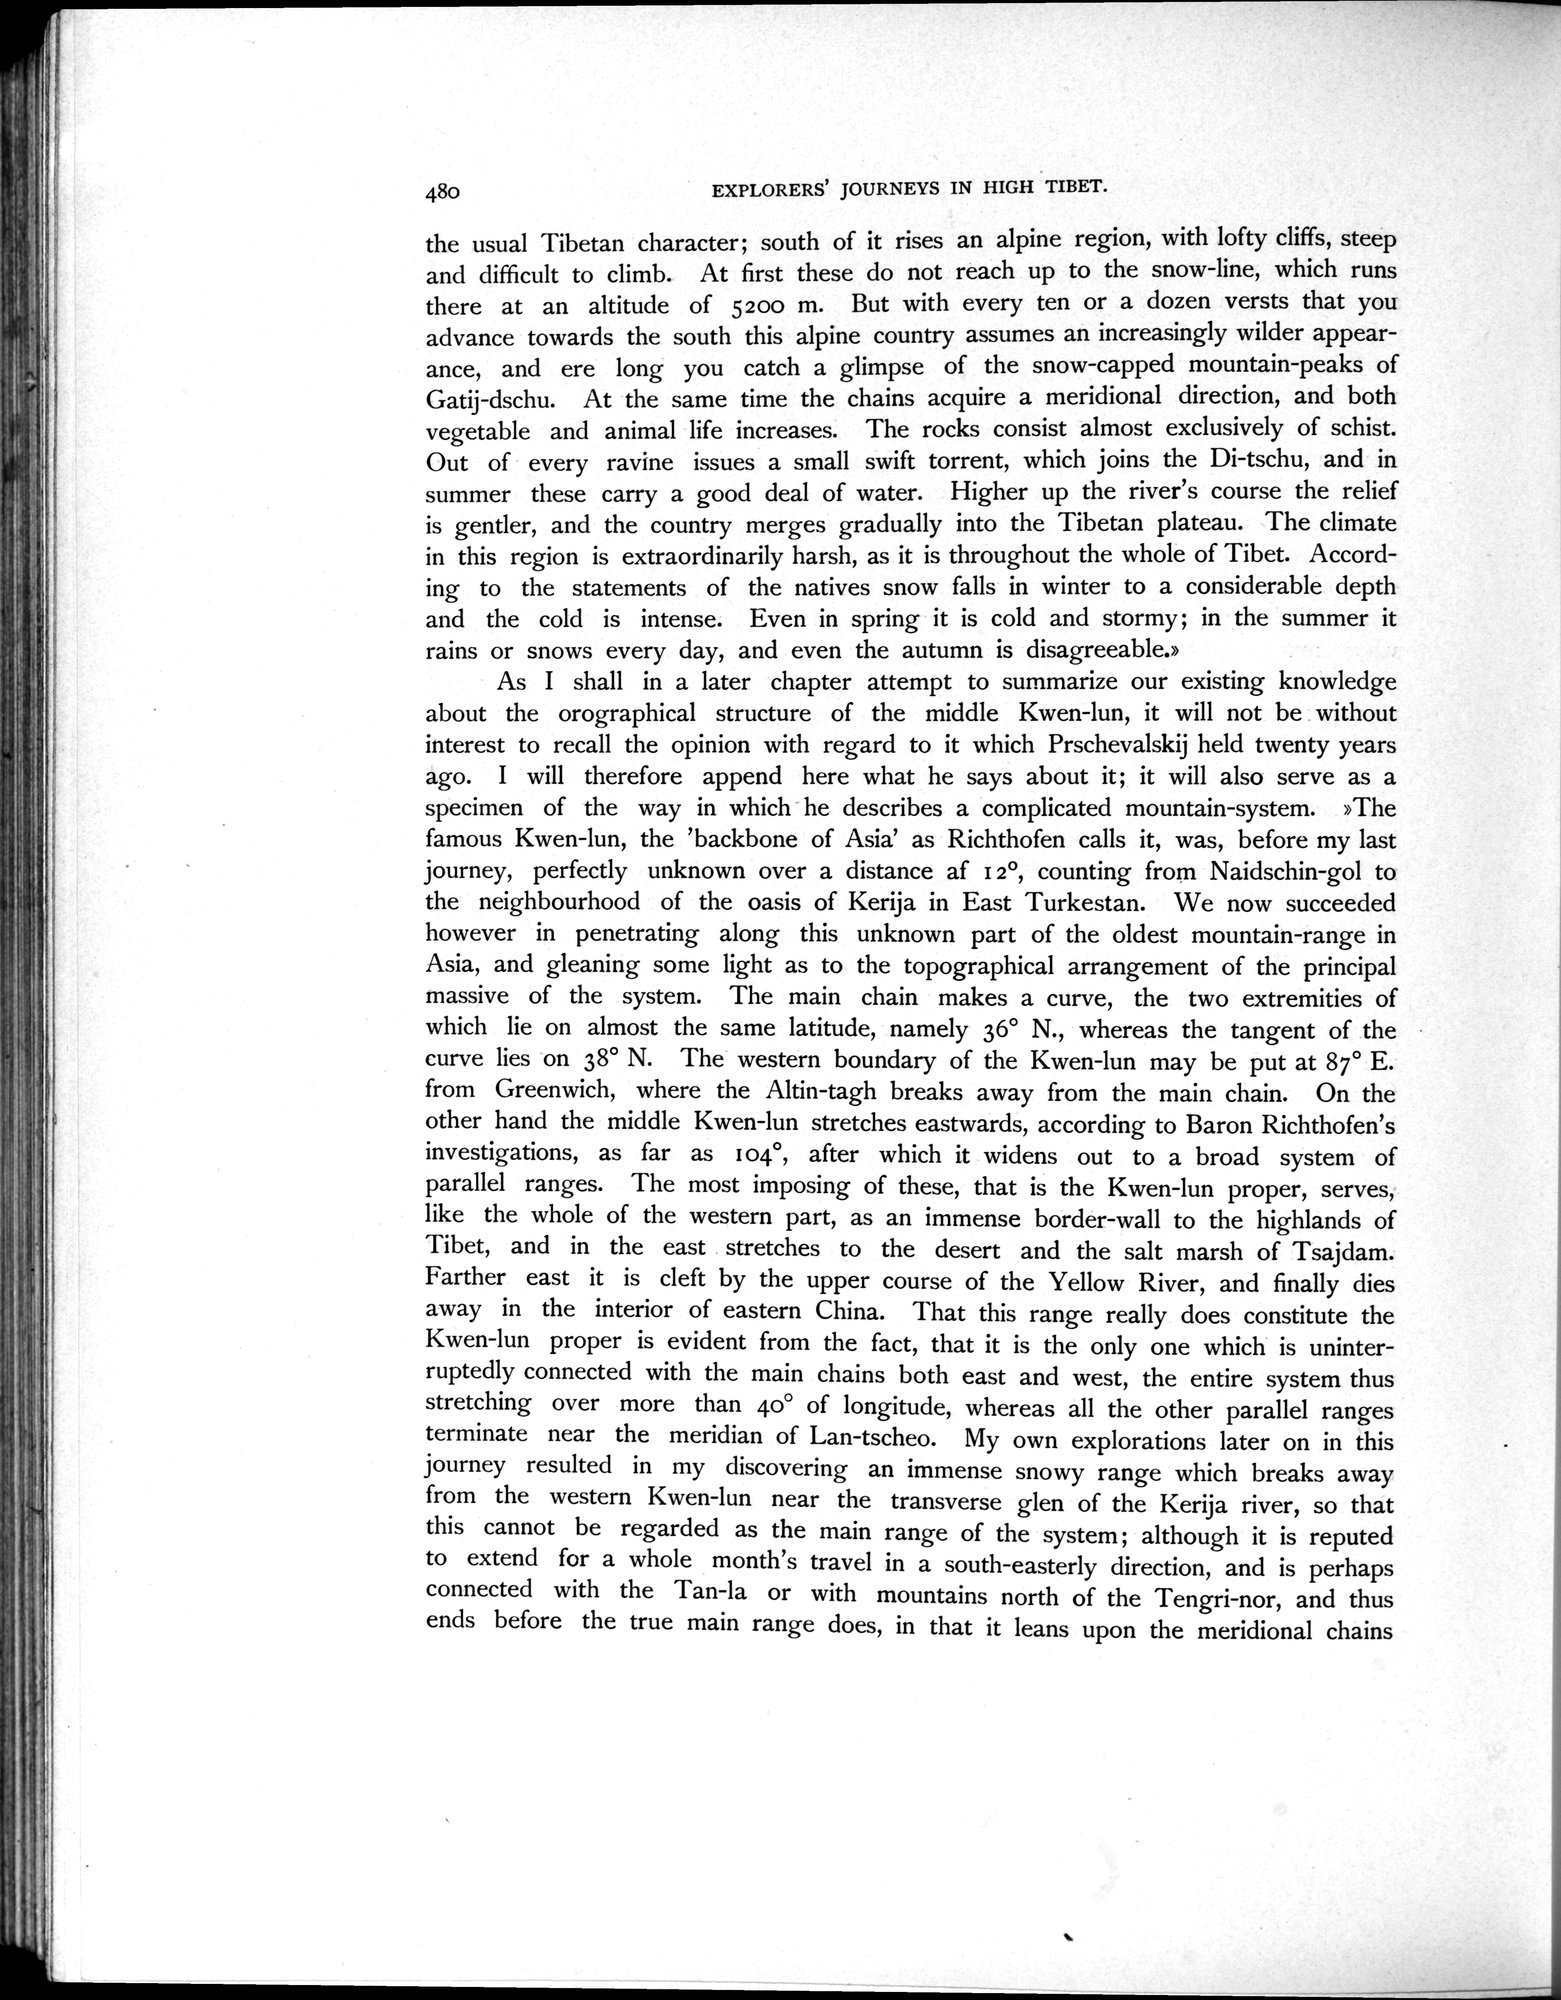 480 EXPLORERS' JOURNEYS IN HIGH TIBET.
the usual Tibetan character; south of it rises an alpine region, with lofty cliffs, steep
and difficult to climb. At first these do not reach up to the snow-line, which runs
there at an altitude of 5200 m. But with every ten or a dozen versts that you
advance towards the south this alpine country assumes an increasingly wilder appear-
ance, and ere long you catch a glimpse of the snow-capped mountain-peaks of
Gatij-dschu. At the same time the chains acquire a meridional direction, and both
vegetable and animal life increases. The rocks consist almost exclusively of schist.
Out of every ravine issues a small swift torrent, which joins the Di-tschu, and in
summer these carry a good deal of water. Higher up the river's course the relief
is gentler, and the country merges gradually into the Tibetan plateau. The climate
in this region is extraordinarily harsh, as it is throughout the whole of Tibet. Accord-
ing to the statements of the natives snow falls in winter to a considerable depth
and the cold is intense. Even in spring it is cold and stormy; in the summer it
rains or snows every day, and even the autumn is disagreeable.»
As I shall in a later chapter attempt to summarize our existing knowledge
about the orographical structure of the middle Kwen-lun, it will not be without
interest to recall the opinion with regard to it which Prschevalskij held twenty years
ago. I will therefore append here what he says about it; it will also serve as a
specimen of the way in which he describes a complicated mountain-system. »The
famous Kwen-lun, the 'backbone of Asia' as Richthofen calls it, was, before my last
journey, perfectly unknown over a distance af 12°, counting from Naidschin-gol to
the neighbourhood of the oasis of Kerija in East Turkestan. We now succeeded
however in penetrating along this unknown part of the oldest mountain-range in
Asia, and gleaning some light as to the topographical arrangement of the principal
massive of the system. The main chain makes a curve, the two extremities of
which lie on almost the same latitude, namely 36° N., whereas the tangent of the
curve lies on 38° N. The western boundary of the Kwen-lun may be put at 87° E.
from Greenwich, where the Altin-tagh breaks away from the main chain. On the
other hand the middle Kwen-lun stretches eastwards, according to Baron Richthofen's
investigations, as far as 104°, after which it widens out to a broad system of
parallel ranges. The most imposing of these, that is the Kwen-lun proper, serves,
like the whole of the western part, as an immense border-wall to the highlands of
Tibet, and in the east stretches to the desert and the salt marsh of Tsajdam.
Farther east it is cleft by the upper course of the Yellow River, and finally dies
away in the interior of eastern China. That this range really does constitute the
Kwen-lun proper is evident from the fact, that it is the only one which is uninter-
ruptedly connected with the main chains both east and west, the entire system thus
stretching over more than 40° of longitude, whereas all the other parallel ranges
terminate near the meridian of Lan-tscheo. My own explorations later on in this
journey resulted in my discovering an immense snowy range which breaks away
from the western Kwen-lun near the transverse glen of the Kerija river, so that
this cannot be regarded as the main range of the system; although it is reputed
to extend for a whole month's travel in a south-easterly direction, and is perhaps
connected with the Tan-la or with mountains north of the Tengri-nor, and thus
ends before the true main range does, in that it leans upon the meridional chains